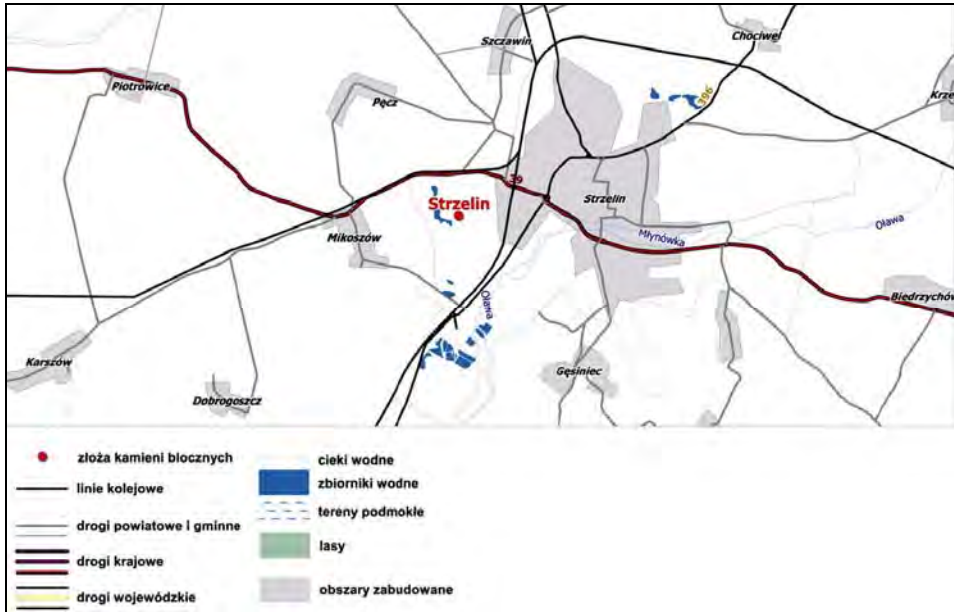 Szczawin
Chociwel
Piotrowice
Pęcz
396
39
Strzelin
Strzelin
Mikoszów
Młynówka
Oława
Oława
Biedrzychów
Karszów
Gęsiniec
Dobrogoszcz
złoża kamieni blocznych
linie kolejowe
drogi powiatowe i gminne
drogi krajowe
drogi wojewódzkie
cieki wodne
zbiorniki wodne
tereny podmokłe
lasy
obszary zabudowane